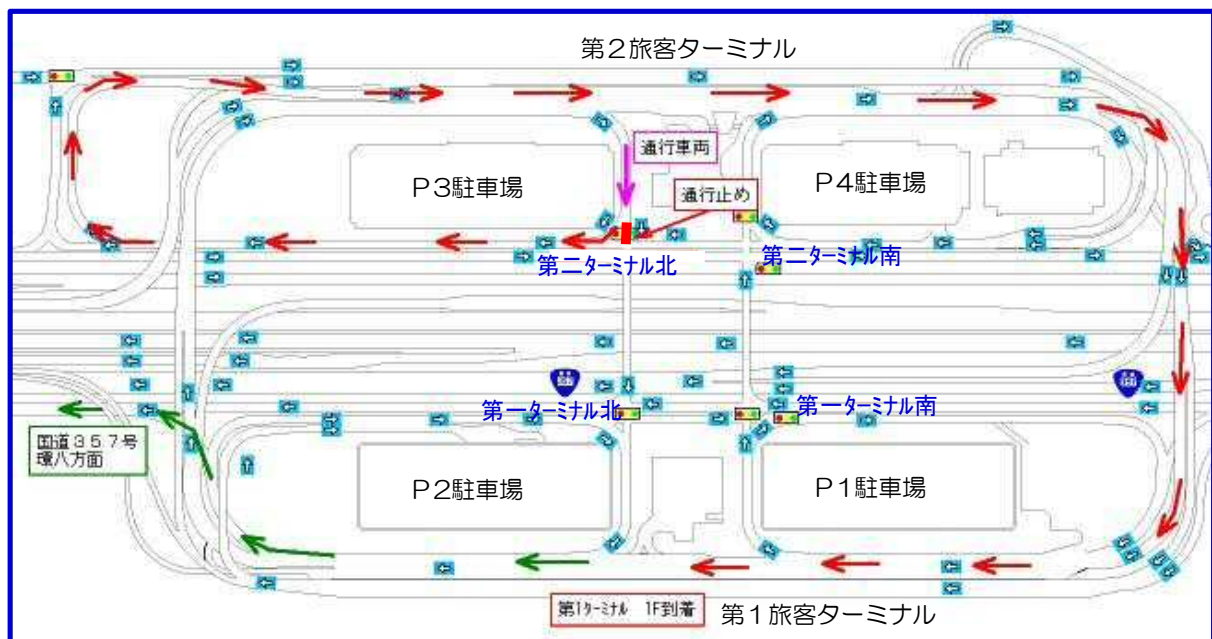 第2旅客ターミナル
通行車両
P3駐車場
P4駐車場
通行止め
第二ターミナル北
第二ターミナル南
第一ターミナル北
第一ターミナル南
国道357号
環八方面
P2駐車場
P1駐車場
第1ターミナル 1F到着
第1旅客ターミナル